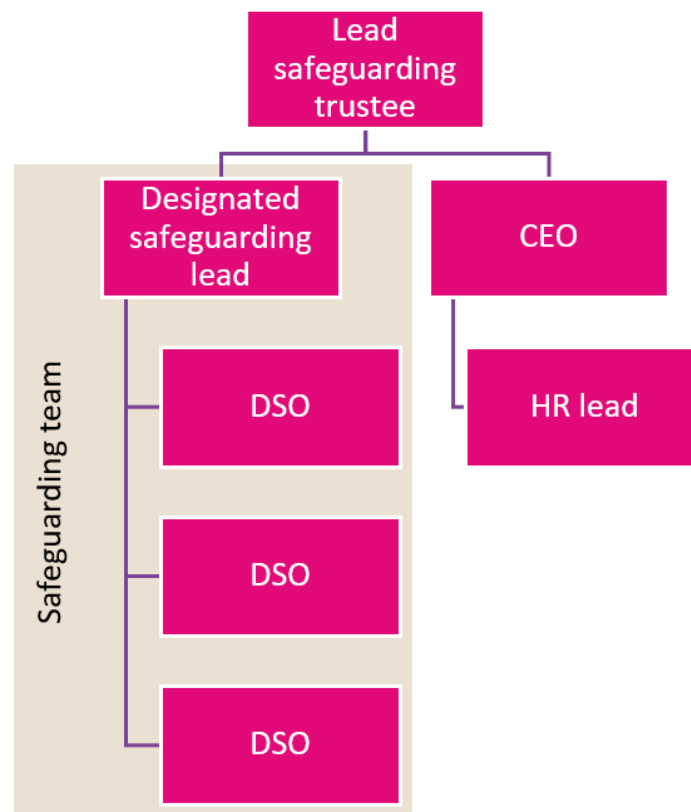 Lead
safeguarding
trustee
Designated
safeguarding
lead
CEO
Safeguarding team
DSO
HR lead
DSO
DSO